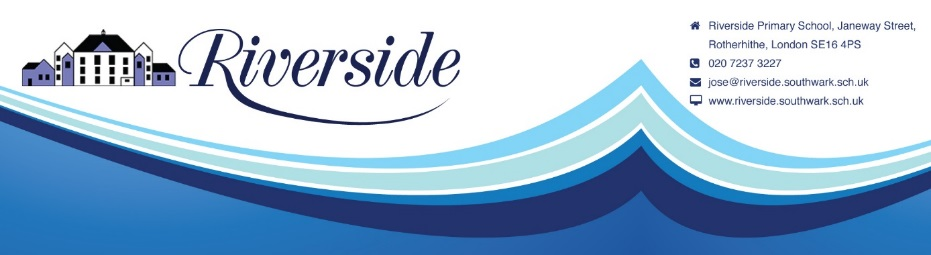 Riverside
Riverside Primary School, Janeway Street,
Rotherhithe, London SE16 4PS
020 7237 3227
jose@riverside.southwark.sch.uk
www.riverside.southwark.sch.uk